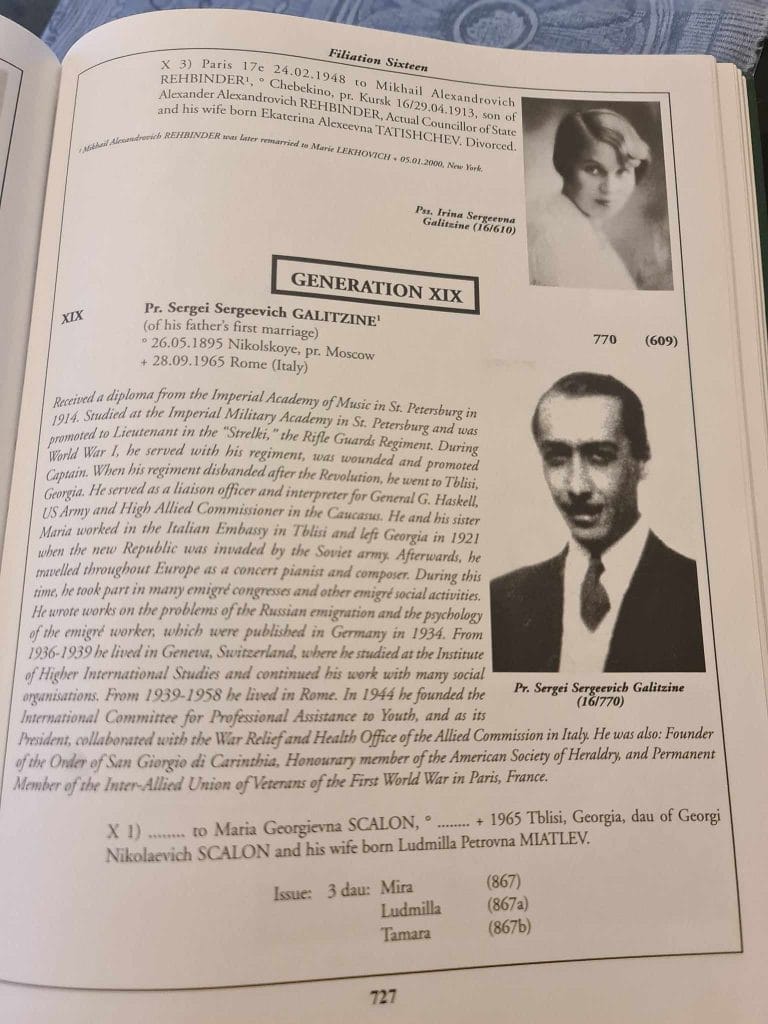 Filiation Sixteen
X 3) Paris 17e 24.02.1948 to Mikhail Alexandrovich
REHBINDER¹, ° Chebekino, pr. Kursk 16/29.04.1913, son of
Alexander Alexandrovich REHBINDER, Actual Councillor of State
and his wife born Ekaterina Alexeevna TATISHCHEV. Divorced.
¹ Mikhail Alexandrovich REHBINDER was later remarried to Marie LEKHOVICH + 05.01.2000, New York.
Pss. Irina Sergeevna
Galitzine (16/610)
GENERATION XIX
XIX
Pr. Sergei Sergeevich GALITZINE¹
770 (609)
(of his father's first marriage)
° 26.05.1895 Nikolskoye, pr. Moscow
+ 28.09.1965 Rome (Italy)
Received a diploma from the Imperial Academy of Music in St. Petersburg in
1914. Studied at the Imperial Military Academy in St. Petersburg and was
promoted to Lieutenant in the "Strelki," the Rifle Guards Regiment. During
World War I, he served with his regiment, was wounded and promoted
Captain. When his regiment disbanded after the Revolution, he went to Tblisi,
Georgia. He served as a liaison officer and interpreter for General G. Haskell,
US Army and High Allied Commissioner in the Caucasus. He and his sister
Maria worked in the Italian Embassy in Tblisi and left Georgia in 1921
when the new Republic was invaded by the Soviet army. Afterwards, he
travelled throughout Europe as a concert pianist and composer. During this
time, he took part in many emigré congresses and other emigré social activities.
He wrote works on the problems of the Russian emigration and the psychology
of the emigré worker, which were published in Germany in 1934. From
1936-1939 he lived in Geneva, Switzerland, where he studied at the Institute
of Higher International Studies and continued his work with many social
organisations. From 1939-1958 he lived in Rome. In 1944 he founded the
International Committee for Professional Assistance to Youth, and as its
President, collaborated with the War Relief and Health Office of the Allied Commission in Italy. He was also: Founder
of the Order of San Giorgio di Carinthia, Honourary member of the American Society of Heraldry, and Permanent
Member of the Inter-Allied Union of Veterans of the First World War in Paris, France.
Pr. Sergei Sergeevich Galitzine
(16/770)
X 1) ........ to Maria Georgievna SCALON, ° ........ + 1965 Tblisi, Georgia, dau of Georgi
Nikolaevich SCALON and his wife born Ludmilla Petrovna MIATLEV.
Issue: 3 dau: Mira (867)
Ludmilla (867a)
Tamara (867b)
727